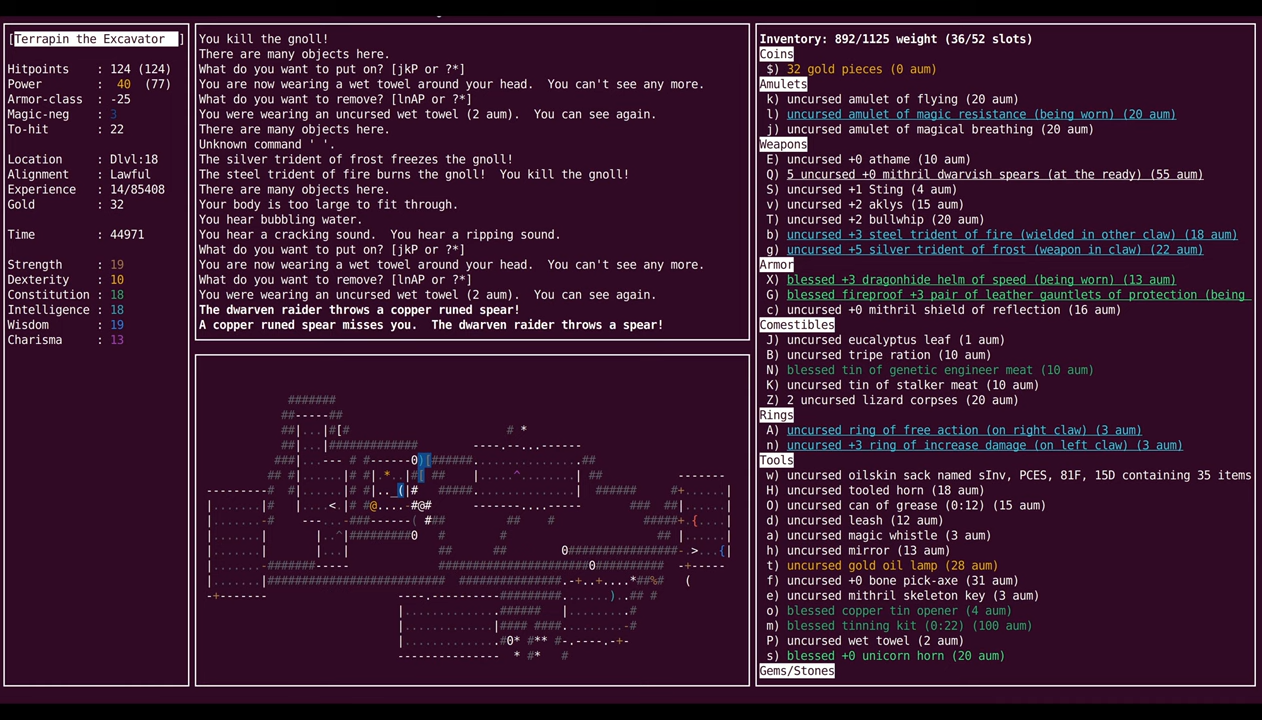 [Terrapin the Excavator ]
Hitpoints : 124 (124)
Power : 40 (77)
Armor-class : -25
Magic-neg : 3
To-hit : 22
Location : Dlvl:18
Alignment : Lawful
Experience : 14/85408
Gold : 32
Time : 44971
Strength : 19
Dexterity : 10
Constitution : 18
Intelligence : 18
Wisdom : 19
Charisma : 13
You kill the gnoll!
There are many objects here.
What do you want to put on? [jkP or ?*]
You are now wearing a wet towel around your head.  You can't see any more.
What do you want to remove? [lnAP or ?*]
You were wearing an uncursed wet towel (2 aum).  You can see again.
There are many objects here.
Unknown command ' '.
The silver trident of frost freezes the gnoll!
The steel trident of fire burns the gnoll!  You kill the gnoll!
There are many objects here.
Your body is too large to fit through.
You hear bubbling water.
You hear a cracking sound.  You hear a ripping sound.
What do you want to put on? [jkP or ?*]
You are now wearing a wet towel around your head.  You can't see any more.
What do you want to remove? [lnAP or ?*]
You were wearing an uncursed wet towel (2 aum).  You can see again.
The dwarven raider throws a copper runed spear!
A copper runed spear misses you.  The dwarven raider throws a spear!
Inventory: 892/1125 weight (36/52 slots)
Coins
$) 32 gold pieces (0 aum)
Amulets
k) uncursed amulet of flying (20 aum)
l) uncursed amulet of magic resistance (being worn) (20 aum)
j) uncursed amulet of magical breathing (20 aum)
Weapons
E) uncursed +0 athame (10 aum)
Q) 5 uncursed +0 mithril dwarvish spears (at the ready) (55 aum)
S) uncursed +1 Sting (4 aum)
v) uncursed +2 aklys (15 aum)
T) uncursed +2 bullwhip (20 aum)
b) uncursed +3 steel trident of fire (wielded in other claw) (18 aum)
g) uncursed +5 silver trident of frost (weapon in claw) (22 aum)
Armor
X) blessed +3 dragonhide helm of speed (being worn) (13 aum)
G) blessed fireproof +3 pair of leather gauntlets of protection (being
c) uncursed +0 mithril shield of reflection (16 aum)
Comestibles
J) uncursed eucalyptus leaf (1 aum)
B) uncursed tripe ration (10 aum)
N) blessed tin of genetic engineer meat (10 aum)
K) uncursed tin of stalker meat (10 aum)
Z) 2 uncursed lizard corpses (20 aum)
Rings
A) uncursed ring of free action (on right claw) (3 aum)
n) uncursed +3 ring of increase damage (on left claw) (3 aum)
Tools
w) uncursed oilskin sack named sInv, PCES, 81F, 15D containing 35 items
H) uncursed tooled horn (18 aum)
O) uncursed can of grease (0:12) (15 aum)
d) uncursed leash (12 aum)
a) uncursed magic whistle (3 aum)
h) uncursed mirror (13 aum)
t) uncursed gold oil lamp (28 aum)
f) uncursed +0 bone pick-axe (31 aum)
e) uncursed mithril skeleton key (3 aum)
o) blessed copper tin opener (4 aum)
m) blessed tinning kit (0:22) (100 aum)
P) uncursed wet towel (2 aum)
s) blessed +0 unicorn horn (20 aum)
Gems/Stones